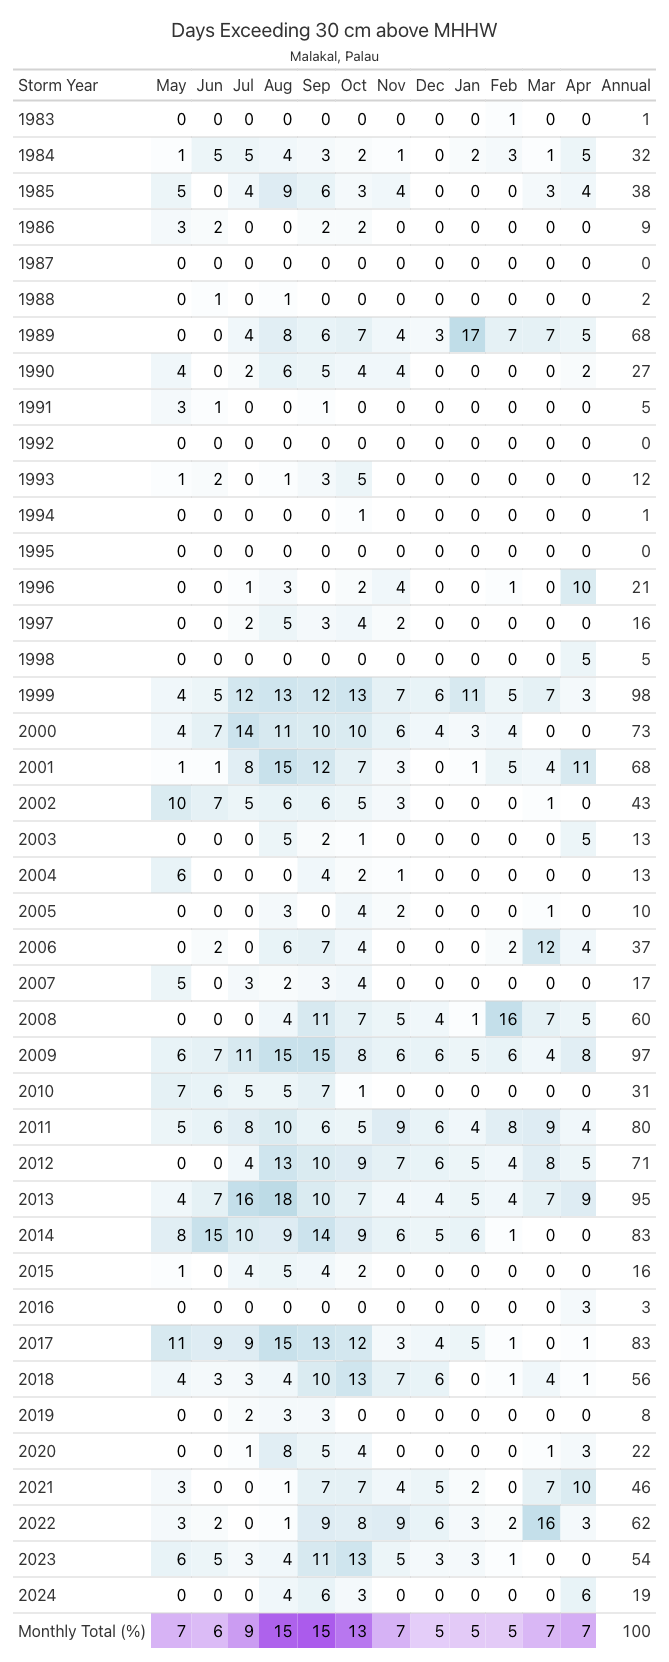 Days Exceeding 30 cm above MHHW
Malakal, Palau
Storm Year May Jun Jul Aug Sep Oct Nov Dec Jan Feb Mar Apr Annual
1983 0 0 0 0 0 0 0 0 0 1 0 0 1
1984 1 5 5 4 3 2 1 0 2 3 1 5 32
1985 5 0 4 9 6 3 4 0 0 0 3 4 38
1986 3 2 0 0 2 2 0 0 0 0 0 0 9
1987 0 0 0 0 0 0 0 0 0 0 0 0 0
1988 0 1 0 1 0 0 0 0 0 0 0 0 2
1989 0 0 4 8 6 7 4 3 17 7 7 5 68
1990 4 0 2 6 5 4 4 0 0 0 0 2 27
1991 3 1 0 0 1 0 0 0 0 0 0 0 5
1992 0 0 0 0 0 0 0 0 0 0 0 0 0
1993 1 2 0 1 3 5 0 0 0 0 0 0 12
1994 0 0 0 0 0 1 0 0 0 0 0 0 1
1995 0 0 0 0 0 0 0 0 0 0 0 0 0
1996 0 0 1 3 0 2 4 0 0 1 0 10 21
1997 0 0 2 5 3 4 2 0 0 0 0 0 16
1998 0 0 0 0 0 0 0 0 0 0 0 5 5
1999 4 5 12 13 12 13 7 6 11 5 7 3 98
2000 4 7 14 11 10 10 6 4 3 4 0 0 73
2001 1 1 8 15 12 7 3 0 1 5 4 11 68
2002 10 7 5 6 6 5 3 0 0 0 1 0 43
2003 0 0 0 5 2 1 0 0 0 0 0 5 13
2004 6 0 0 0 4 2 1 0 0 0 0 0 13
2005 0 0 0 3 0 4 2 0 0 0 1 0 10
2006 0 2 0 6 7 4 0 0 0 2 12 4 37
2007 5 0 3 2 3 4 0 0 0 0 0 0 17
2008 0 0 0 4 11 7 5 4 1 16 7 5 60
2009 6 7 11 15 15 8 6 6 5 6 4 8 97
2010 7 6 5 5 7 1 0 0 0 0 0 0 31
2011 5 6 8 10 6 5 9 6 4 8 9 4 80
2012 0 0 4 13 10 9 7 6 5 4 8 5 71
2013 4 7 16 18 10 7 4 4 5 4 7 9 95
2014 8 15 10 9 14 9 6 5 6 1 0 0 83
2015 1 0 4 5 4 2 0 0 0 0 0 0 16
2016 0 0 0 0 0 0 0 0 0 0 0 3 3
2017 11 9 9 15 13 12 3 4 5 1 0 1 83
2018 4 3 3 4 10 13 7 6 0 1 4 1 56
2019 0 0 2 3 3 0 0 0 0 0 0 0 8
2020 0 0 1 8 5 4 0 0 0 0 1 3 22
2021 3 0 0 1 7 7 4 5 2 0 7 10 46
2022 3 2 0 1 9 8 9 6 3 2 16 3 62
2023 6 5 3 4 11 13 5 3 3 1 0 0 54
2024 0 0 0 4 6 3 0 0 0 0 0 6 19
Monthly Total (%) 7 6 9 15 15 13 7 5 5 5 7 7 100